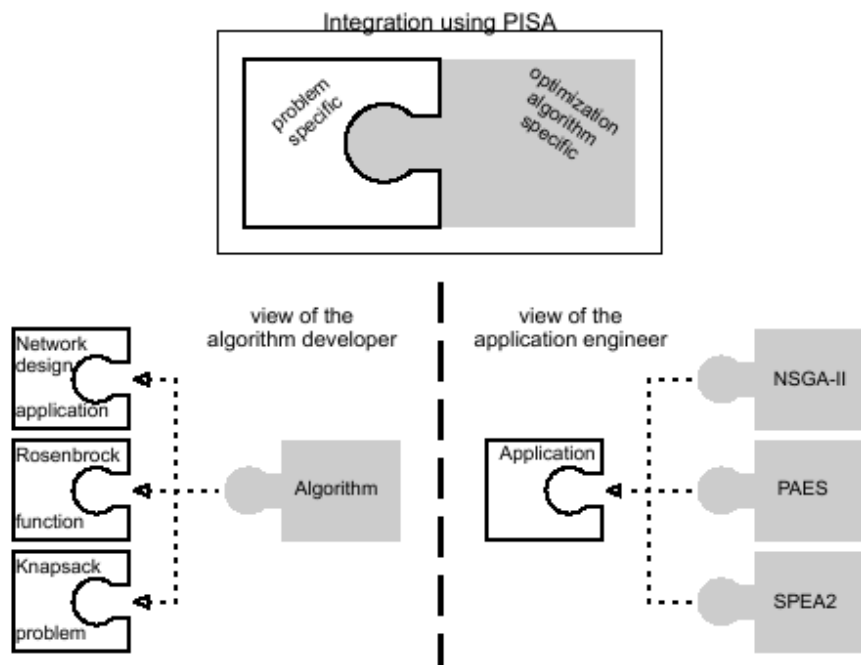 Integration using PISA
problem
specific
optimization
algorithm
specific
view of the
algorithm developer
view of the
application engineer
Network
design
application
Rosenbrock
function
Knapsack
problem
Algorithm
Application
NSGA-II
PAES
SPEA2